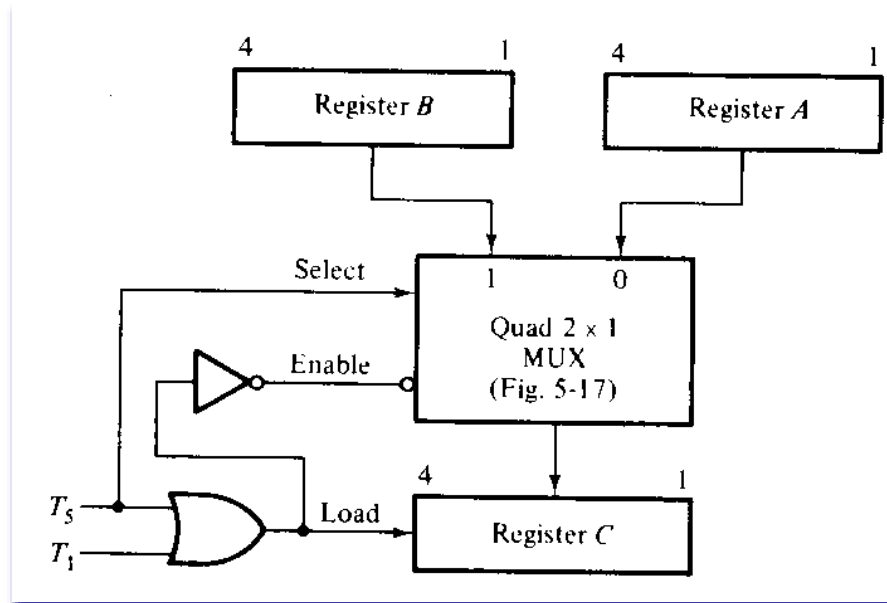 4 1 4 1
Register B Register A
Select 1 0
Quad 2 × 1
MUX
(Fig. 5-17)
Enable
4 1
T5 Load Register C
T1